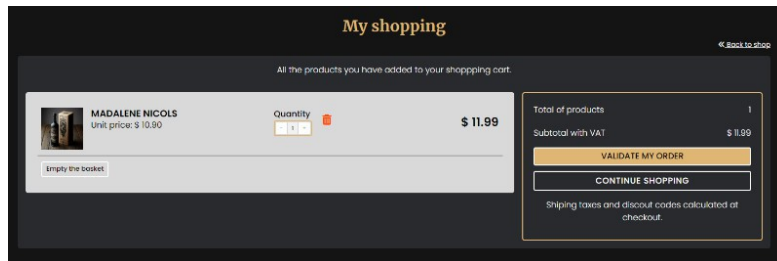 My shopping
« Back to shop
All the products you have added to your shoppping cart.
MADALENE NICOLS
Unit price: $ 10.90
Quantity
- 1 +
$ 11.99
Empty the basket
Total of products 1
Subtotal with VAT $ 11.99
VALIDATE MY ORDER
CONTINUE SHOPPING
Shiping taxes and discout codes calculated at
checkout.